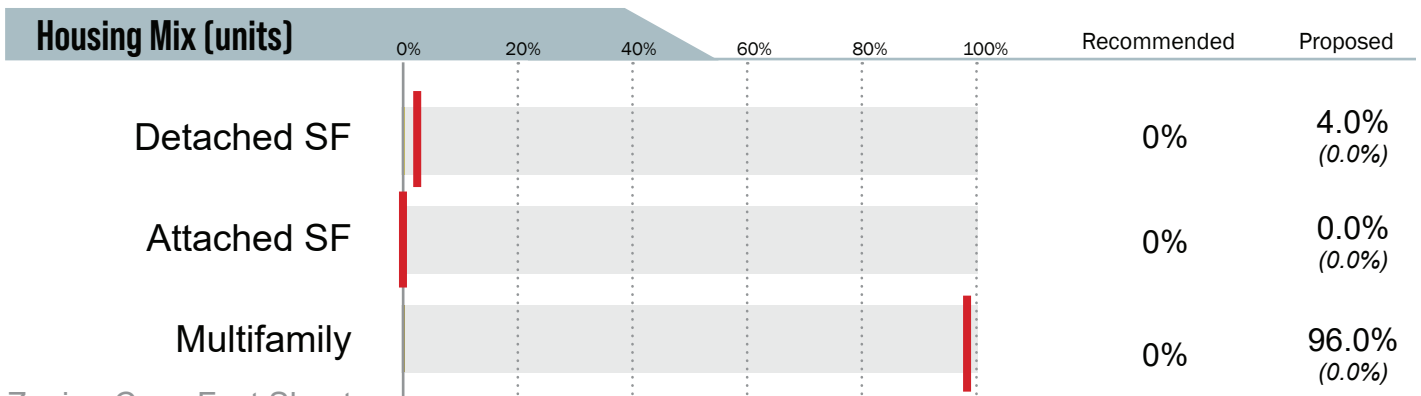 Housing Mix (units) 0% 20% 40% 60% 80% 100% Recommended Proposed
Detached SF 0% 4.0%
(0.0%)
Attached SF 0% 0.0%
(0.0%)
Multifamily 0% 96.0%
(0.0%)